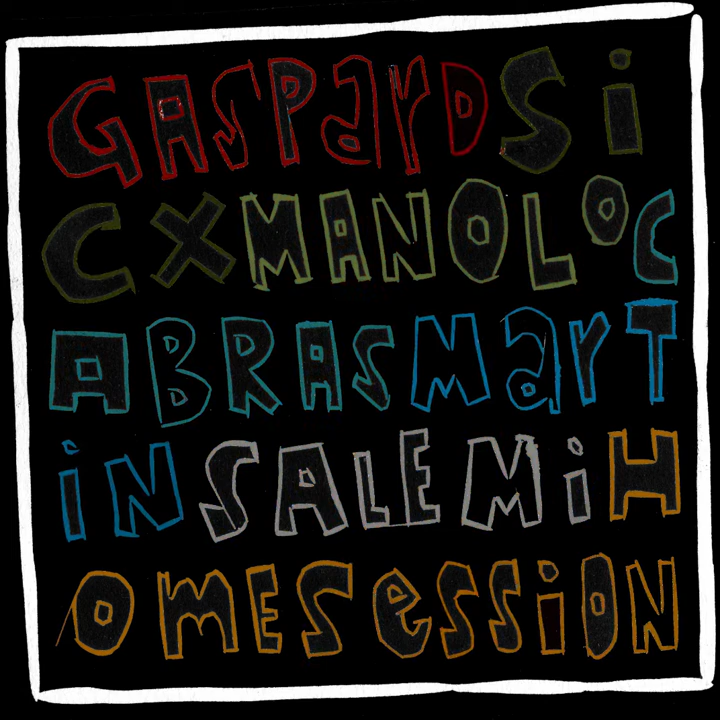 GASParDSi
CXMANOLOC
ABRASMarT
iNSALEMiH
OmESeSSiON